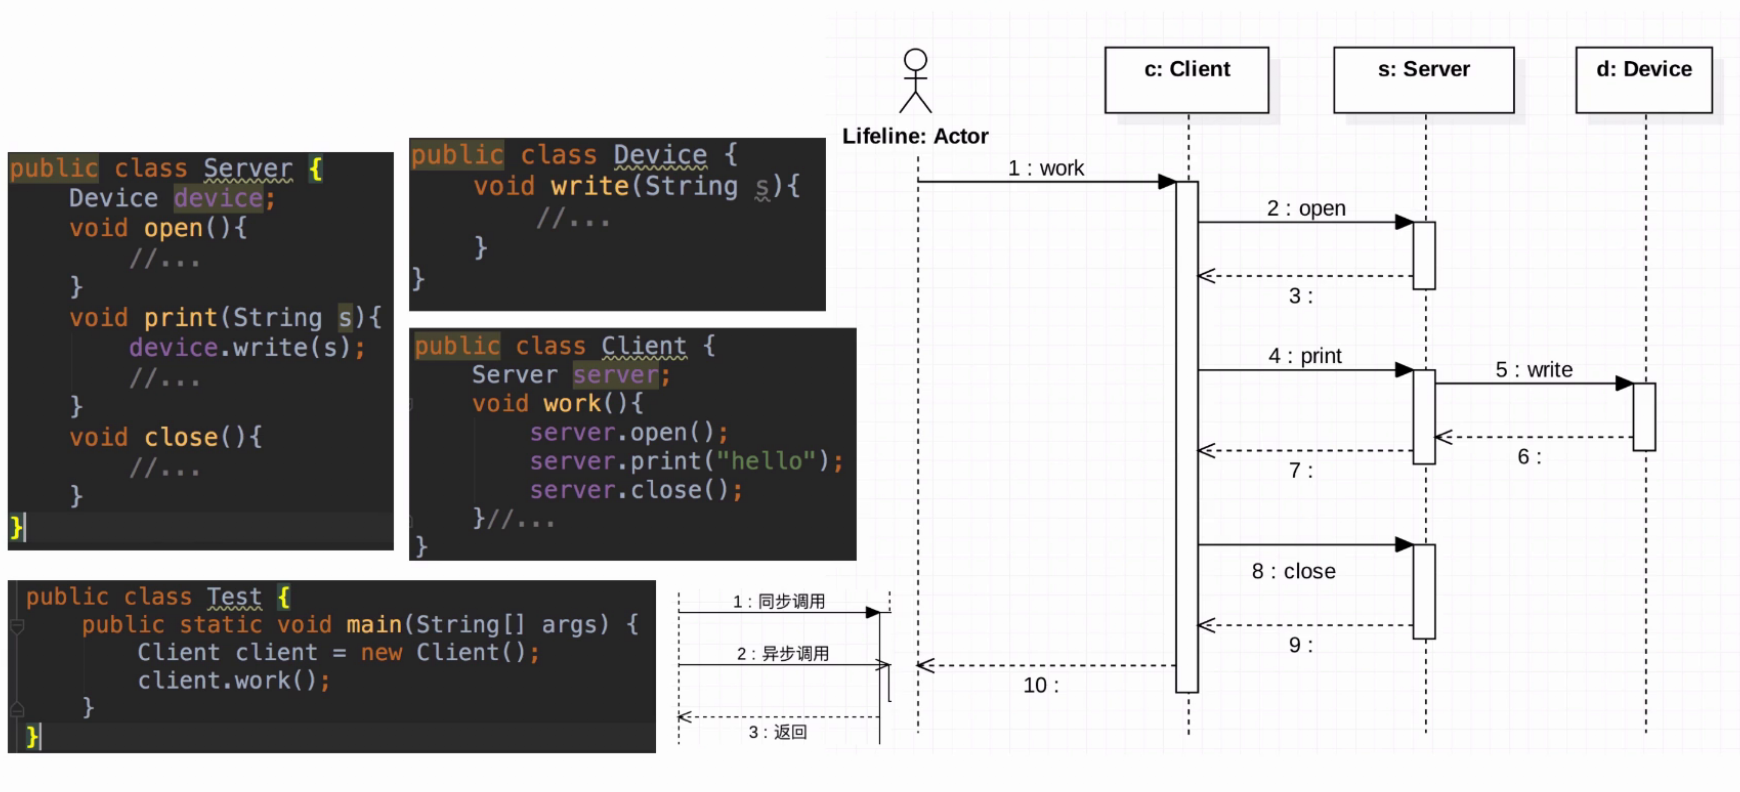 public class Server {
Device device;
void open(){
//...
}
void print(String s){
device.write(s);
//...
}
void close(){
//...
}
}
public class Device {
void write(String s){
//...
}
}
public class Client {
Server server;
void work(){
server.open();
server.print("hello");
server.close();
}//...
}
public class Test {
public static void main(String[] args) {
Client client = new Client();
client.work();
}
}
1 : 同步调用
2 : 异步调用
3 : 返回
Lifeline: Actor
c: Client
s: Server
d: Device
1 : work
2 : open
3 :
4 : print
5 : write
6 :
7 :
8 : close
9 :
10 :